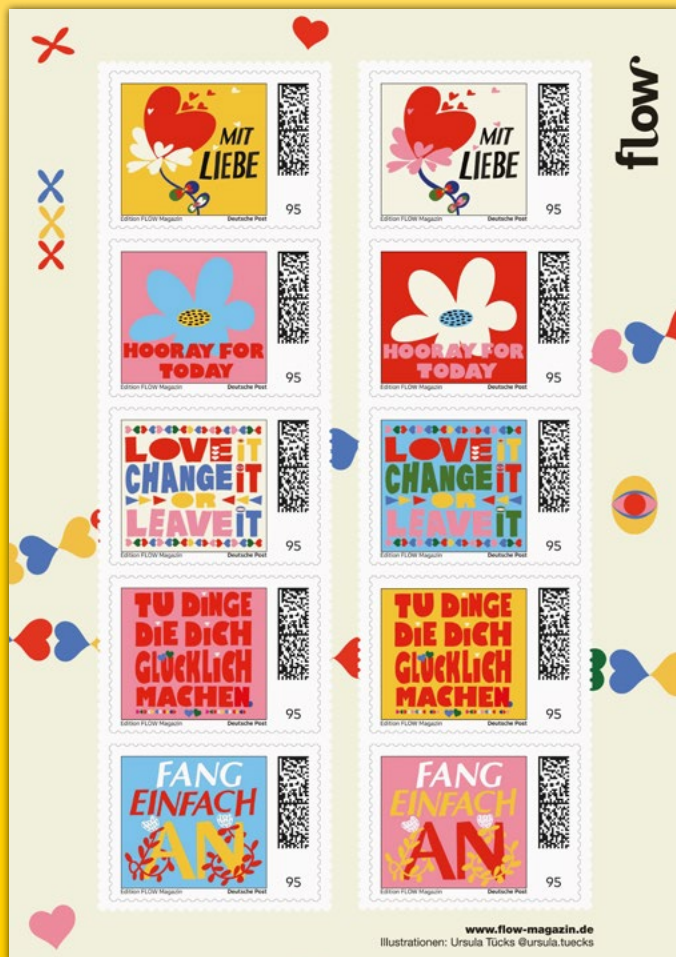 flow
MIT
LIEBE
95
Edition FLOW Magazin Deutsche Post
MIT
LIEBE
95
Edition FLOW Magazin Deutsche Post
HOORAY FOR
TODAY
95
Edition FLOW Magazin Deutsche Post
HOORAY FOR
TODAY
95
Edition FLOW Magazin Deutsche Post
LOVE iT
CHANGE iT
OR
LEAVE iT
95
Edition FLOW Magazin Deutsche Post
LOVE iT
CHANGE iT
OR
LEAVE iT
95
Edition FLOW Magazin Deutsche Post
TU DiNGE
DiE DiCH
GLÜCKLiCH
MACHEN.
95
Edition FLOW Magazin Deutsche Post
TU DiNGE
DiE DiCH
GLÜCKLiCH
MACHEN.
95
Edition FLOW Magazin Deutsche Post
FANG
EINFACH
AN
95
Edition FLOW Magazin Deutsche Post
FANG
EINFACH
AN
95
Edition FLOW Magazin Deutsche Post
www.flow-magazin.de
Illustrationen: Ursula Tücks @ursula.tuecks